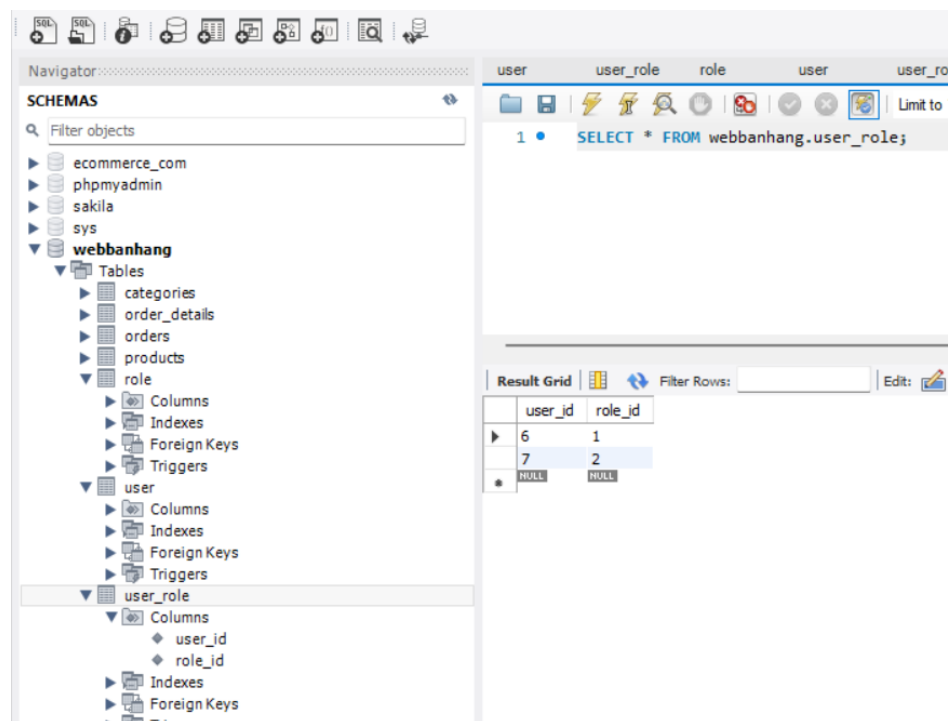 SQL SQL
Navigator
SCHEMAS
Filter objects
ecommerce_com
phpmyadmin
sakila
sys
webbanhang
Tables
categories
order_details
orders
products
role
Columns
Indexes
Foreign Keys
Triggers
user
Columns
Indexes
Foreign Keys
Triggers
user_role
Columns
user_id
role_id
Indexes
Foreign Keys
user user_role role user user_ro
Limit to
1 SELECT * FROM webbanhang.user_role;
Result Grid Filter Rows: Edit:
user_id role_id
6 1
7 2
NULL NULL